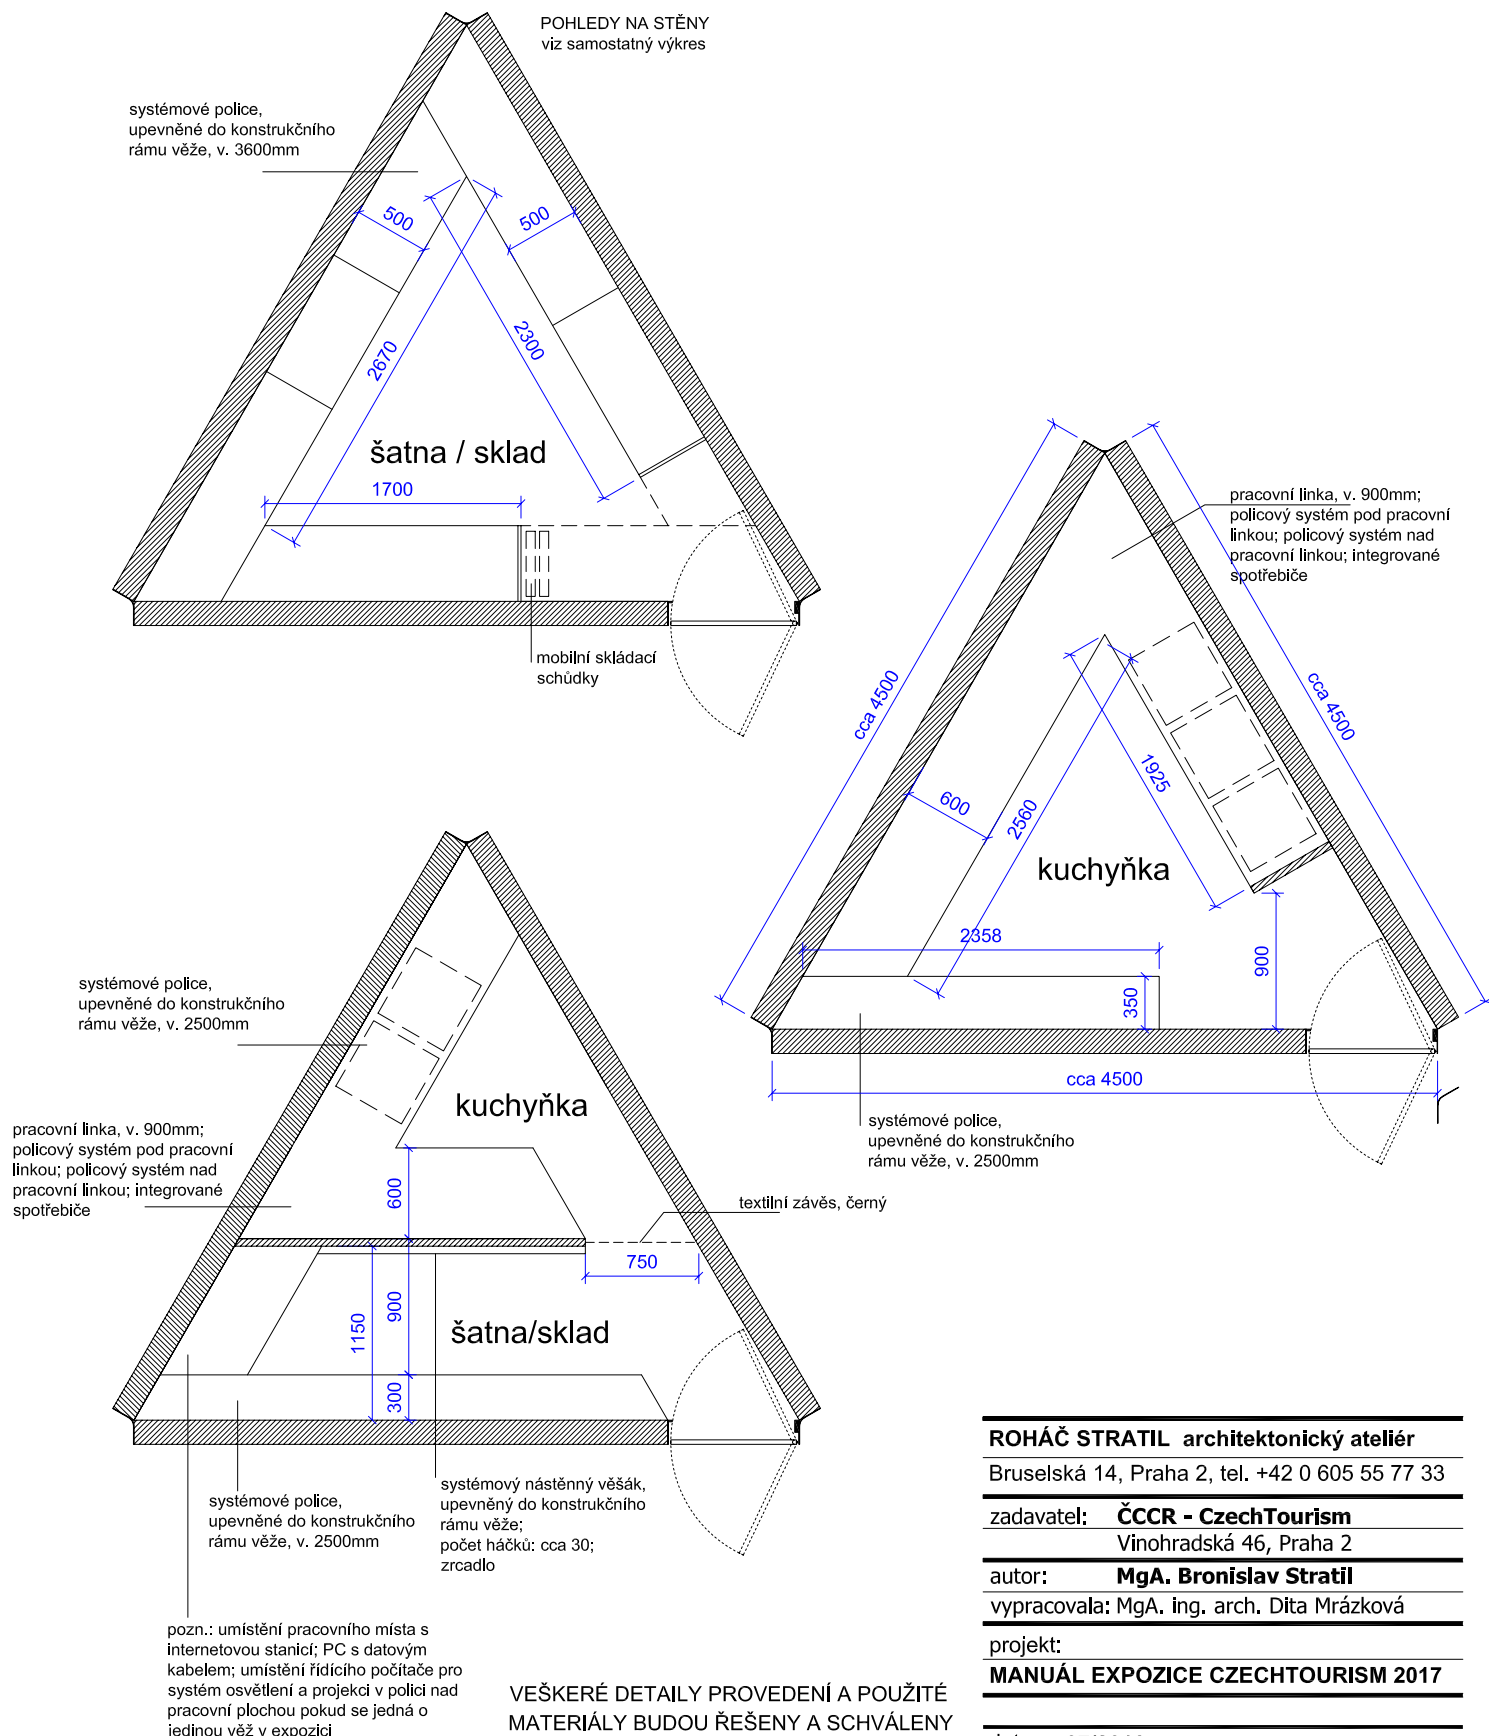 POHLEDY NA STĚNY
viz samostatný výkres
systémové police,
upevněné do konstrukčního
rámu věže, v. 3600mm
500
500
2300
2670
šatna / sklad
1700
mobilní skládací
schůdky
pracovní linka, v. 900mm;
policový systém pod pracovní
linkou; policový systém nad
pracovní linkou; integrované
spotřebiče
cca 4500
cca 4500
1925
600
2560
kuchyňka
2358
900
350
cca 4500
systémové police,
upevněné do konstrukčního
rámu věže, v. 2500mm
systémové police,
upevněné do konstrukčního
rámu věže, v. 2500mm
kuchyňka
pracovní linka, v. 900mm;
policový systém pod pracovní
linkou; policový systém nad
pracovní linkou; integrované
spotřebiče
600
textilní závěs, černý
750
900
1150
šatna/sklad
300
systémové police,
upevněné do konstrukčního
rámu věže, v. 2500mm
systémový nástěnný věšák,
upevněný do konstrukčního
rámu věže;
počet háčků: cca 30;
zrcadlo
pozn.: umístění pracovního místa s
internetovou stanicí; PC s datovým
kabelem; umístění řídícího počítače pro
systém osvětlení a projekci v polici nad
pracovní plochou pokud se jedná o
jedinou věž v expozici
VEŠKERÉ DETAILY PROVEDENÍ A POUŽITÉ
MATERIÁLY BUDOU ŘEŠENY A SCHVÁLENY
ROHÁČ STRATIL architektonický ateliér
Bruselská 14, Praha 2, tel. +42 0 605 55 77 33
zadavatel: ČCCR - CzechTourism
Vinohradská 46, Praha 2
autor: MgA. Bronislav Stratil
vypracovala: MgA. ing. arch. Dita Mrázková
projekt:
MANUÁL EXPOZICE CZECHTOURISM 2017